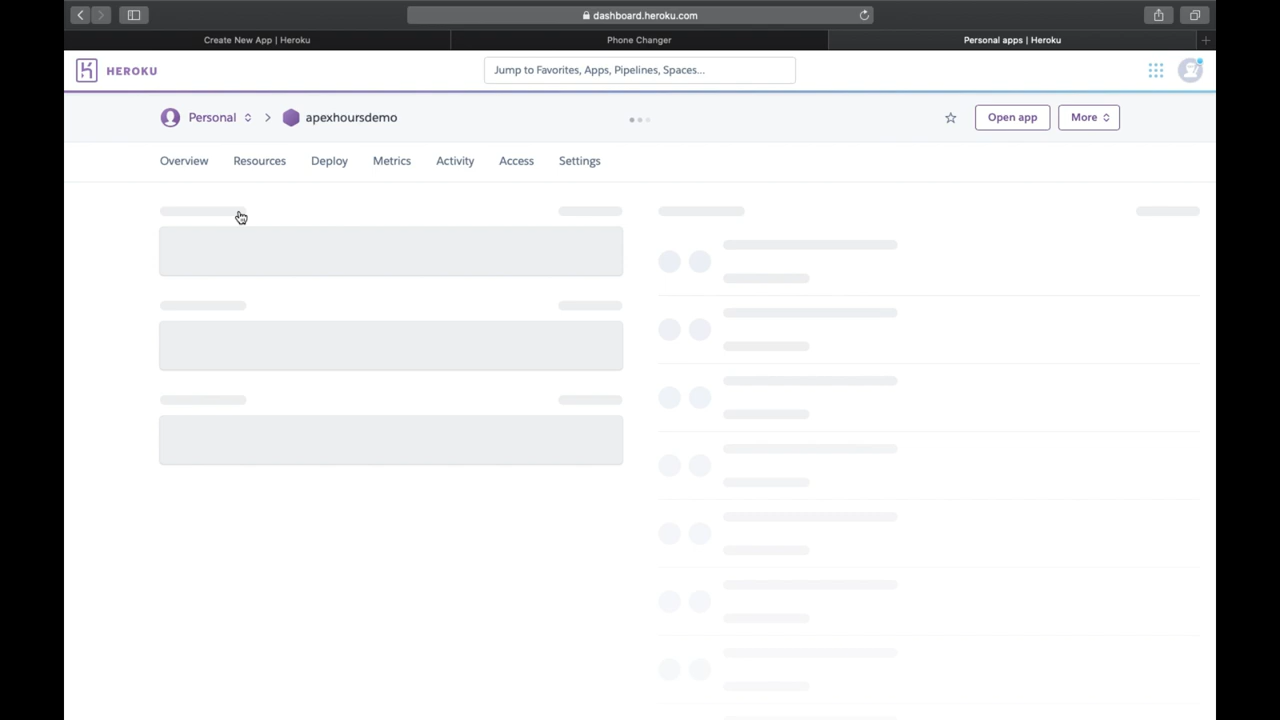 dashboard.heroku.com
Create New App | Heroku
Phone Changer
Personal apps | Heroku
HEROKU
Jump to Favorites, Apps, Pipelines, Spaces...
Personal
apexhoursdemo
Open app
More
Overview
Resources
Deploy
Metrics
Activity
Access
Settings